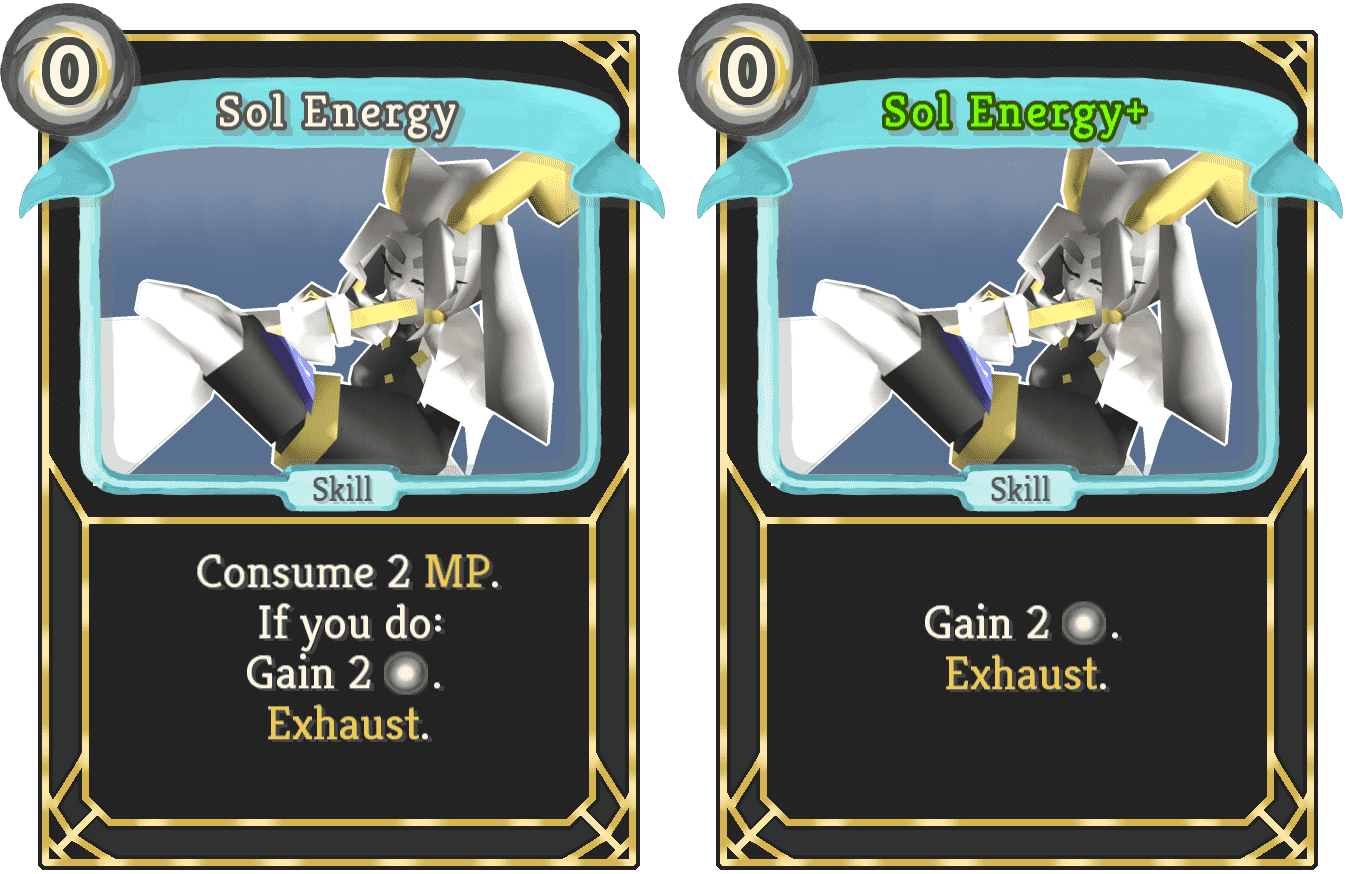 0
Sol Energy
Skill
Consume 2 MP.
If you do:
Gain 2 .
Exhaust.
0
Sol Energy+
Skill
Gain 2 .
Exhaust.